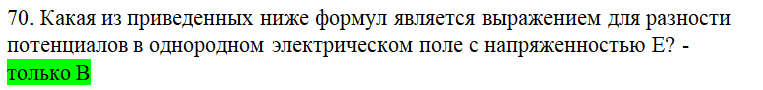 70. Какая из приведенных ниже формул является выражением для разности
потенциалов в однородном электрическом поле с напряженностью Е? -
только В